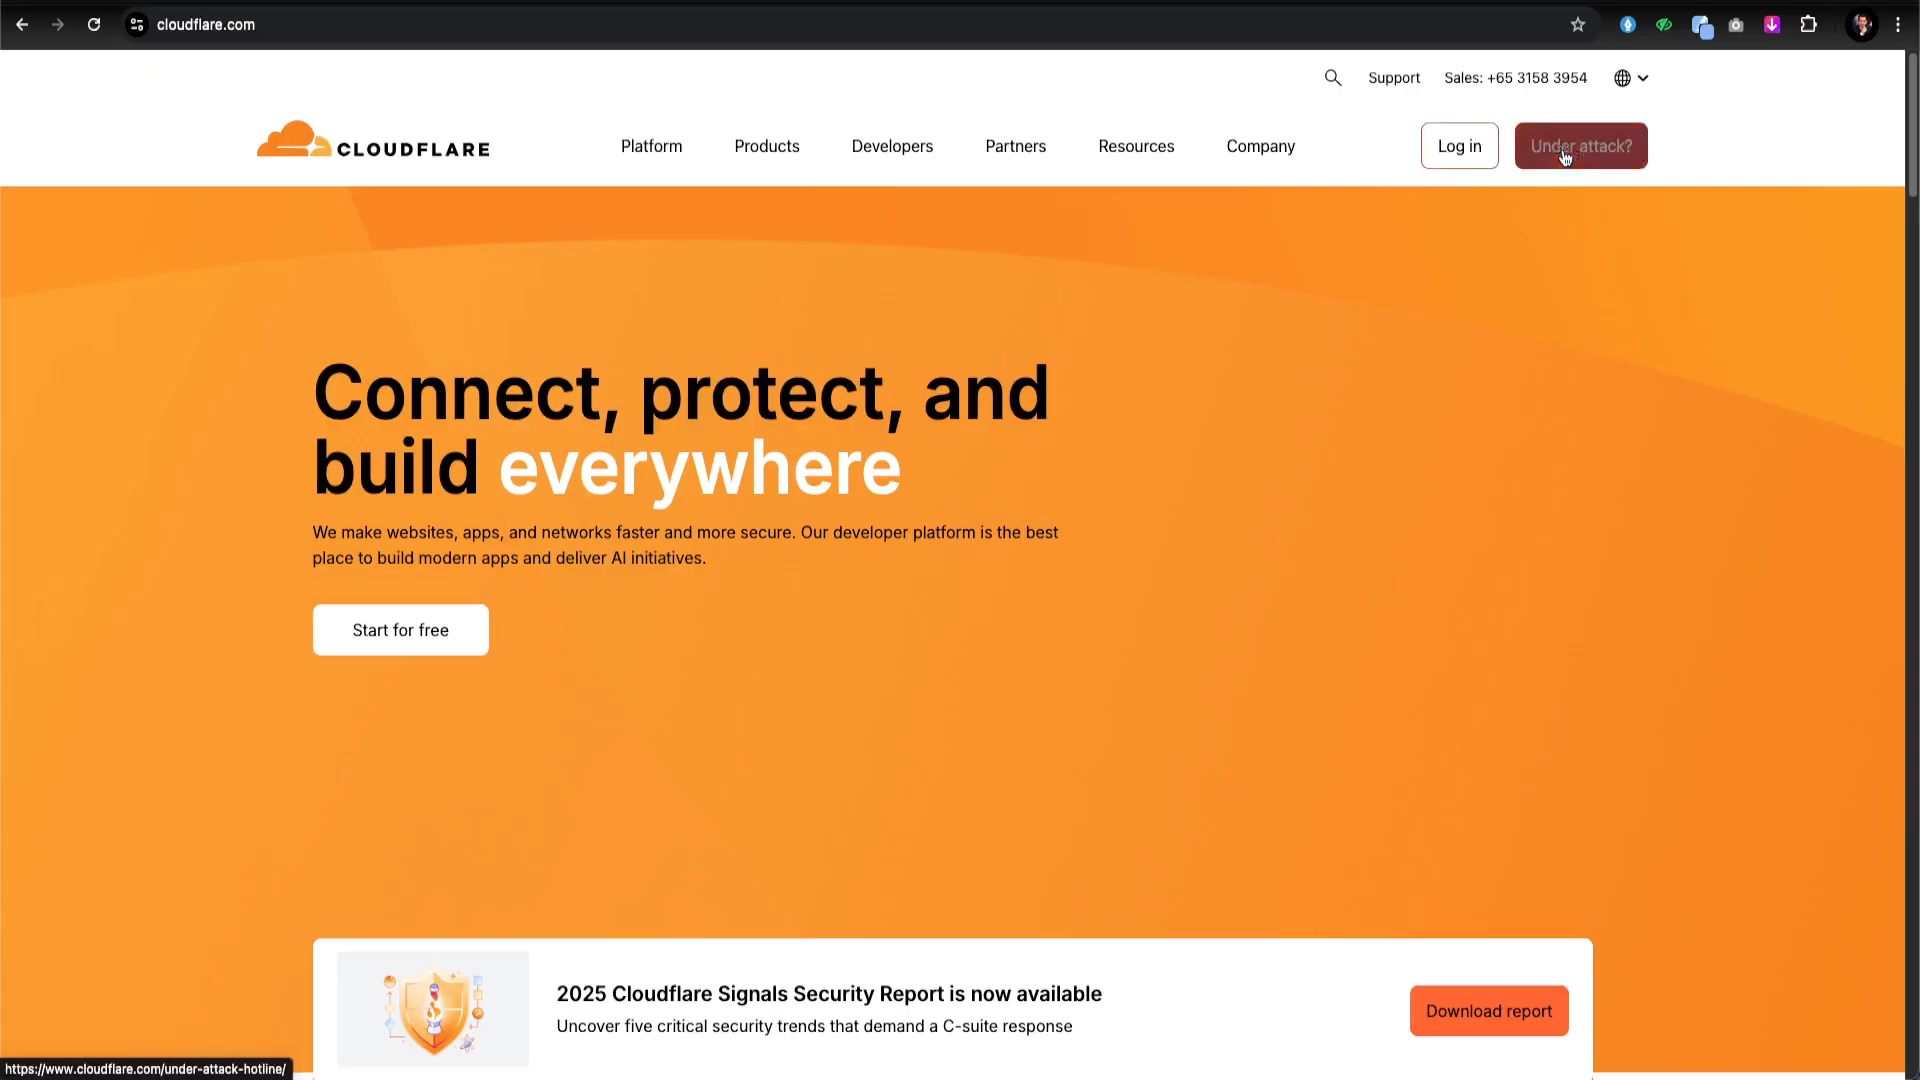 cloudflare.com
Support
Sales: +65 3158 3954
CLOUDFLARE
Platform
Products
Developers
Partners
Resources
Company
Log in
Under attack?
Connect, protect, and
build everywhere
We make websites, apps, and networks faster and more secure. Our developer platform is the best
place to build modern apps and deliver AI initiatives.
Start for free
2025 Cloudflare Signals Security Report is now available
Uncover five critical security trends that demand a C-suite response
Download report
https://www.cloudflare.com/under-attack-hotline/